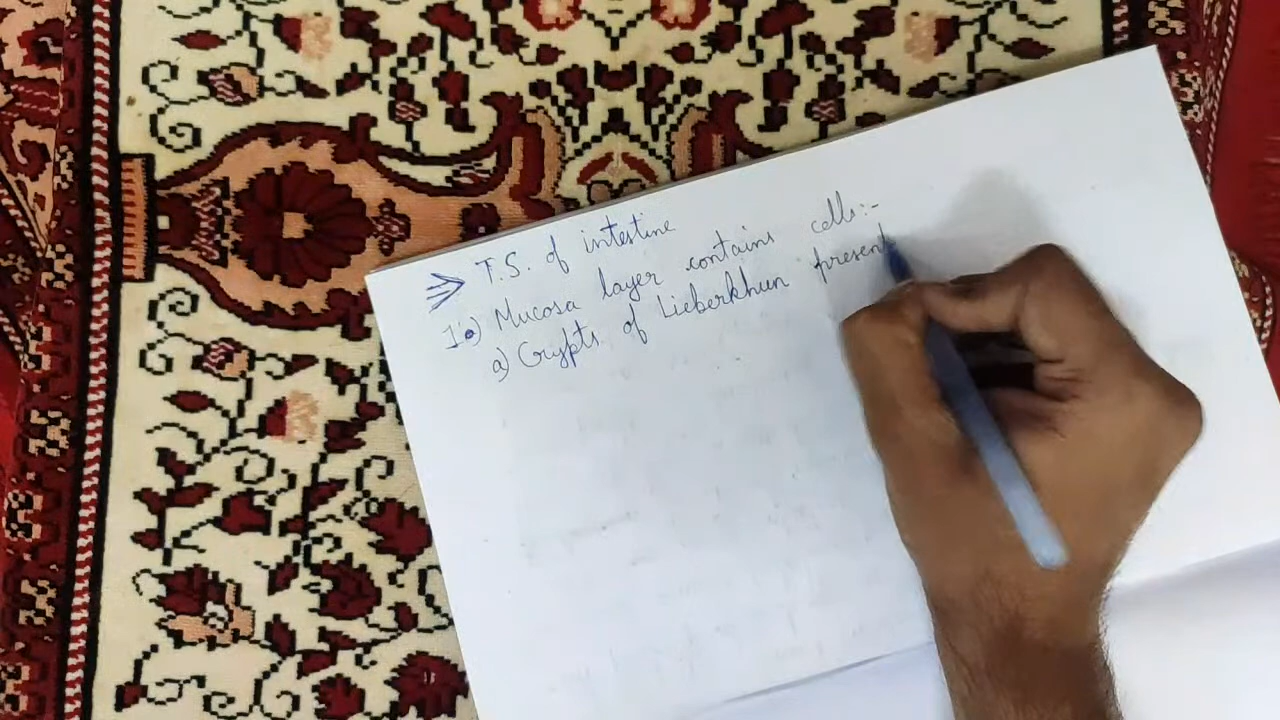 ⇒ T.S. of intestine
1.) Mucosa layer contains cells:-
a) Crypts of Lieberkhun present